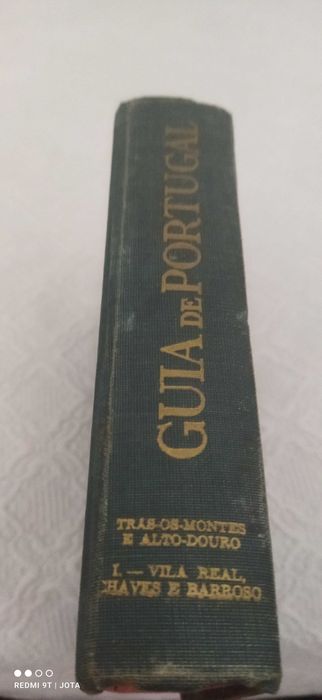 GUIA DE PORTUGAL
TRÁS-OS-MONTES
E ALTO-DOURO
I. — VILA REAL,
CHAVES E BARROSO
REDMI 9T | JOTA